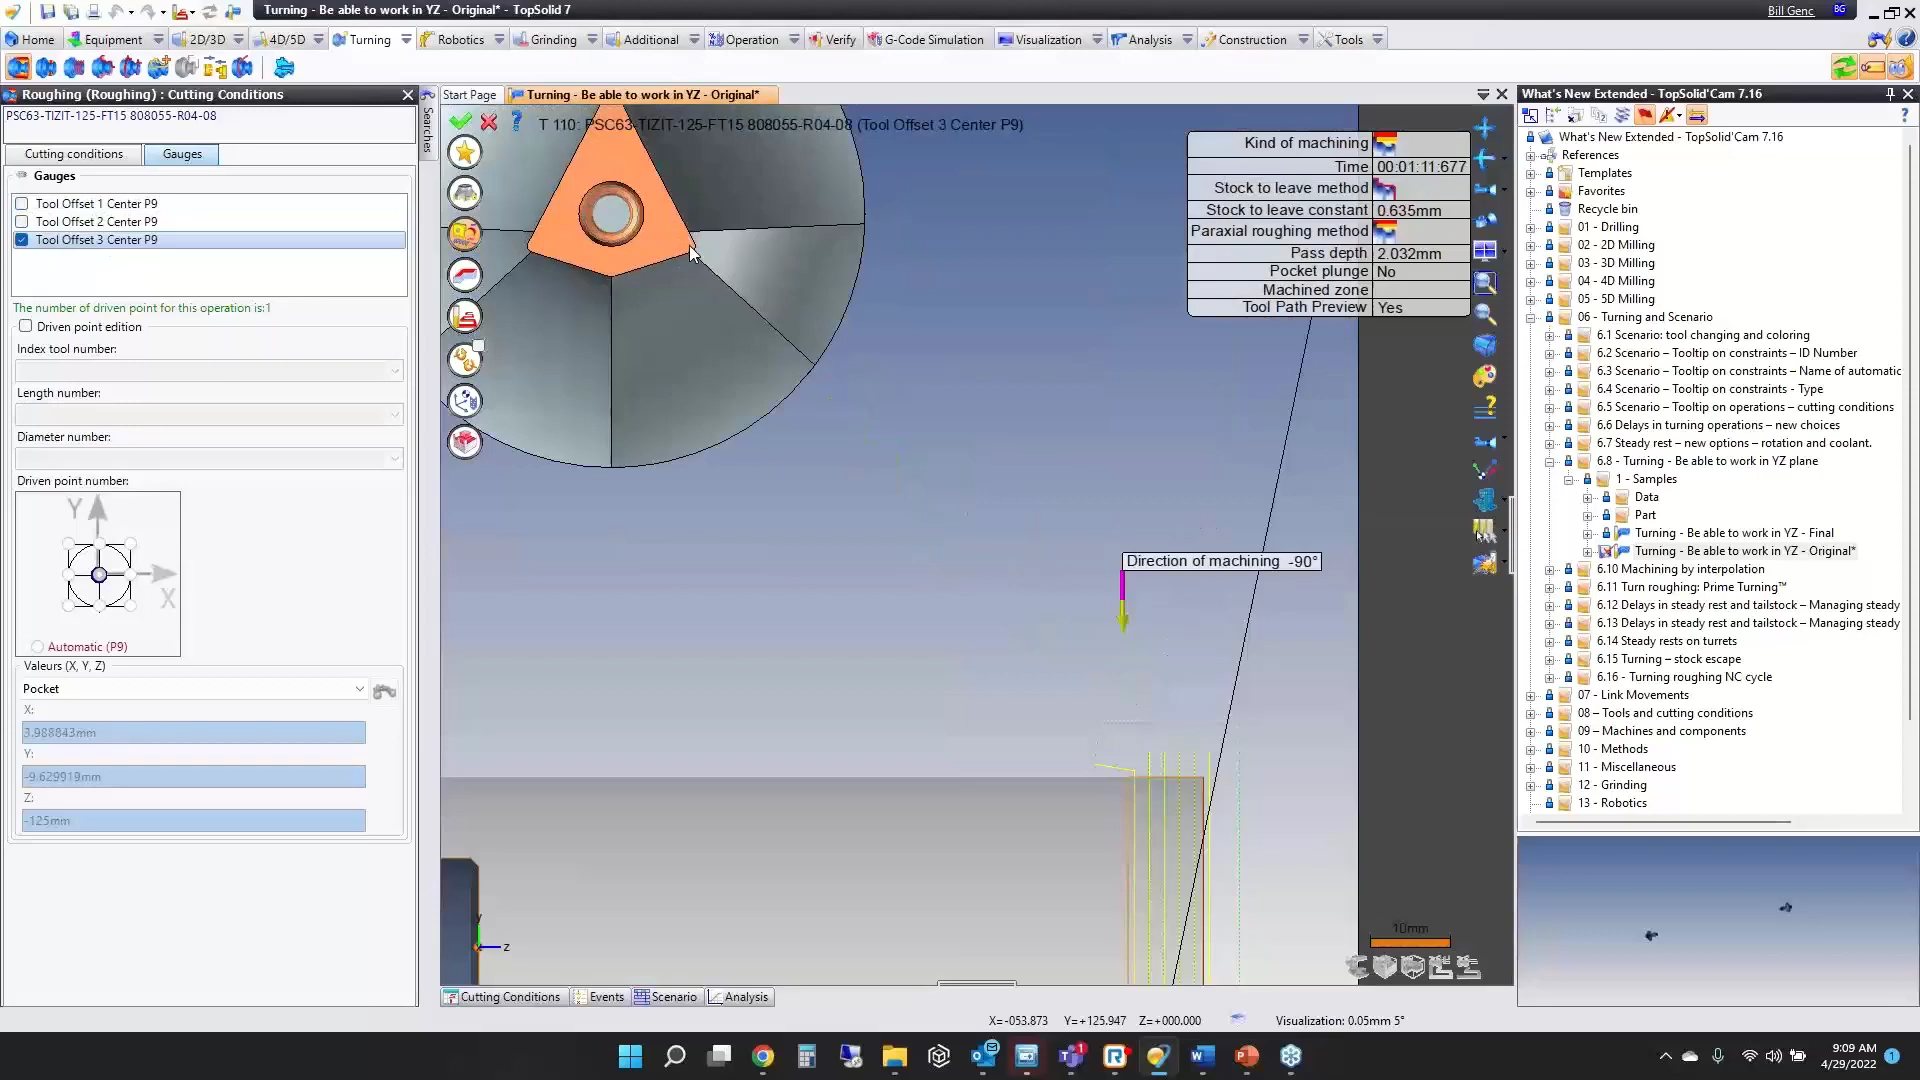 Turning - Be able to work in YZ - Original* - TopSolid 7
Bill Genc
BG
Home
Equipment
2D/3D
4D/5D
Turning
Robotics
Grinding
Additional
Operation
Verify
G-Code Simulation
Visualization
Analysis
Construction
Tools
Roughing (Roughing) : Cutting Conditions
PSC63-TIZIT-125-FT15 808055-R04-08
Cutting conditions
Gauges
Gauges
Tool Offset 1 Center P9
Tool Offset 2 Center P9
Tool Offset 3 Center P9
The number of driven point for this operation is:1
Driven point edition
Index tool number:
Length number:
Diameter number:
Driven point number:
Y
X
Automatic (P9)
Valeurs (X, Y, Z)
Pocket
X:
3.988843mm
Y:
-9.629919mm
Z:
-125mm
Searches
Start Page
Turning - Be able to work in YZ - Original*
T 110: PSC63-TIZIT-125-FT15 808055-R04-08 (Tool Offset 3 Center P9)
Kind of machining
Time 00:01:11:677
Stock to leave method
Stock to leave constant 0.635mm
Paraxial roughing method
Pass depth 2.032mm
Pocket plunge No
Machined zone
Tool Path Preview Yes
Direction of machining -90°
y
z
10mm
Cutting Conditions
Events
Scenario
Analysis
X=-053.873 Y=+125.947 Z=+000.000
Visualization: 0.05mm 5°
What's New Extended - TopSolid'Cam 7.16
What's New Extended - TopSolid'Cam 7.16
References
Templates
Favorites
Recycle bin
01 - Drilling
02 - 2D Milling
03 - 3D Milling
04 - 4D Milling
05 - 5D Milling
06 - Turning and Scenario
6.1 Scenario: tool changing and coloring
6.2 Scenario – Tooltip on constraints – ID Number
6.3 Scenario – Tooltip on constraints – Name of automatic
6.4 Scenario – Tooltip on constraints - Type
6.5 Scenario – Tooltip on operations – cutting conditions
6.6 Delays in turning operations – new choices
6.7 Steady rest – new options – rotation and coolant.
6.8 - Turning - Be able to work in YZ plane
1 - Samples
Data
Part
Turning - Be able to work in YZ - Final
Turning - Be able to work in YZ - Original*
6.10 Machining by interpolation
6.11 Turn roughing: Prime Turning™
6.12 Delays in steady rest and tailstock – Managing steady
6.13 Delays in steady rest and tailstock – Managing steady
6.14 Steady rests on turrets
6.15 Turning – stock escape
6.16 - Turning roughing NC cycle
07 - Link Movements
08 – Tools and cutting conditions
09 – Machines and components
10 - Methods
11 - Miscellaneous
12 - Grinding
13 - Robotics
9:09 AM
4/29/2022